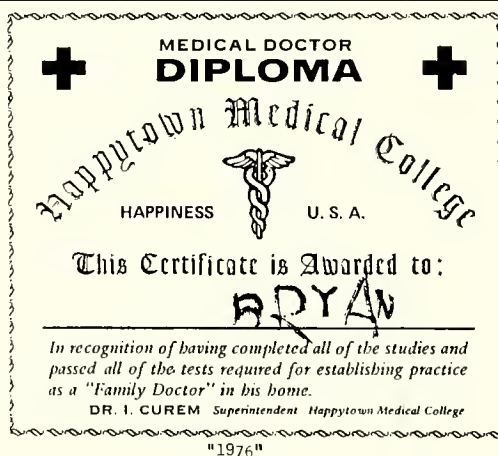 MEDICAL DOCTOR
DIPLOMA
Happytown Medical College
HAPPINESS U. S. A.
This Certificate is Awarded to:
BRYAN
In recognition of having completed all of the studies and
passed all of the tests required for establishing practice
as a "Family Doctor" in his home.
DR. I. CUREM Superintendent Happytown Medical College
"1976"